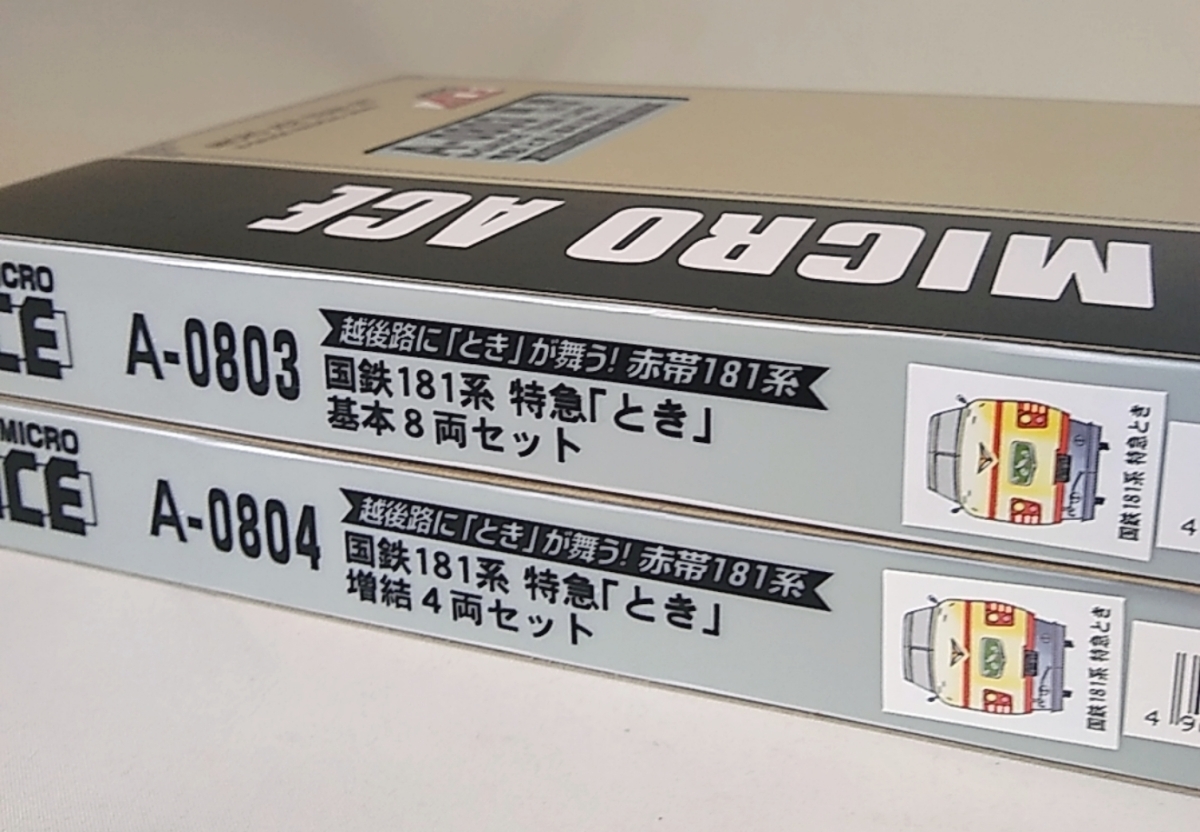 MICRO ACE
MICRO
ACE
A-0803
越後路に「とき」が舞う! 赤帯181系
国鉄181系 特急「とき」
基本8両セット
国鉄181系 特急とき
4
MICRO
ACE
A-0804
越後路に「とき」が舞う! 赤帯181系
国鉄181系 特急「とき」
増結4両セット
国鉄181系 特急とき
4